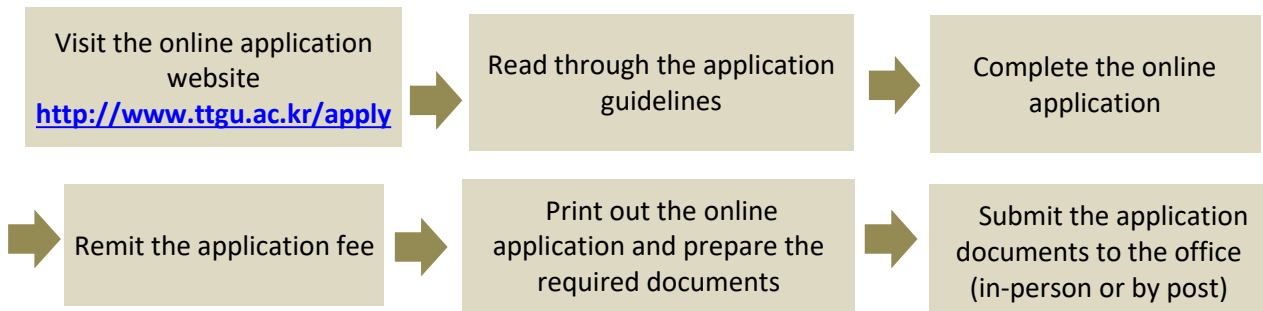 Visit the online application
website
http://www.ttgu.ac.kr/apply
Read through the application
guidelines
Complete the online
application
Remit the application fee
Print out the online
application and prepare the
required documents
Submit the application
documents to the office
(in-person or by post)